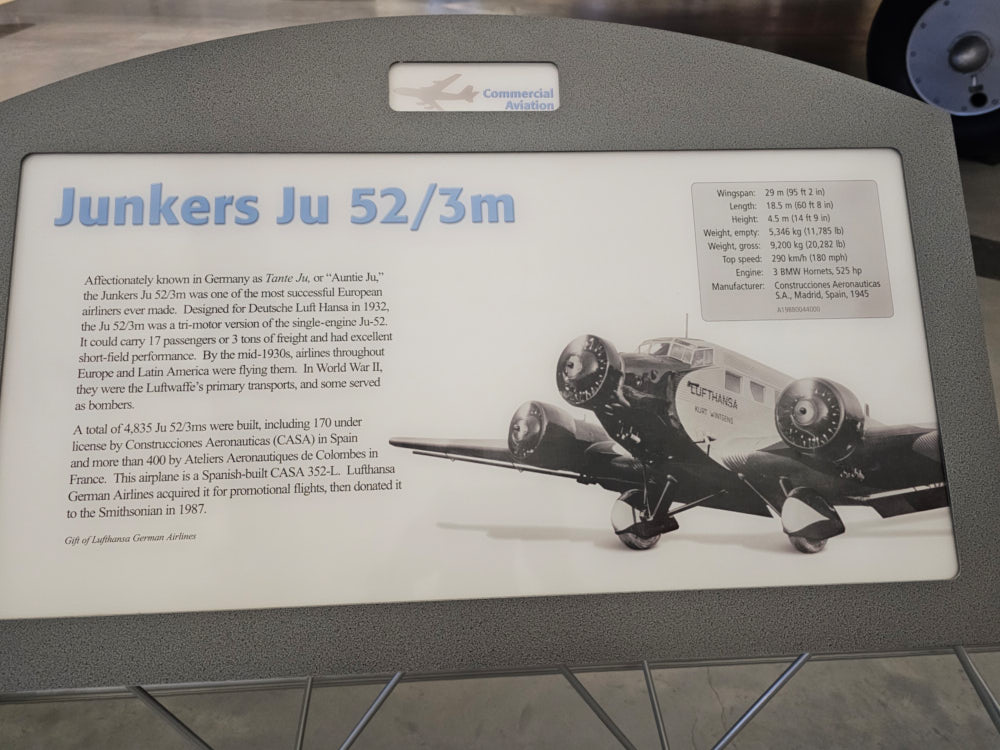 Commercial
Aviation
Junkers Ju 52/3m
Affectionately known in Germany as Tante Ju, or “Auntie Ju,”
the Junkers Ju 52/3m was one of the most successful European
airliners ever made. Designed for Deutsche Luft Hansa in 1932,
the Ju 52/3m was a tri-motor version of the single-engine Ju-52.
It could carry 17 passengers or 3 tons of freight and had excellent
short-field performance. By the mid-1930s, airlines throughout
Europe and Latin America were flying them. In World War II,
they were the Luftwaffe’s primary transports, and some served
as bombers.
A total of 4,835 Ju 52/3ms were built, including 170 under
license by Construcciones Aeronauticas (CASA) in Spain
and more than 400 by Ateliers Aeronautiques de Colombes in
France. This airplane is a Spanish-built CASA 352-L. Lufthansa
German Airlines acquired it for promotional flights, then donated it
to the Smithsonian in 1987.
Gift of Lufthansa German Airlines
Wingspan: 29 m (95 ft 2 in)
Length: 18.5 m (60 ft 8 in)
Height: 4.5 m (14 ft 9 in)
Weight, empty: 5,346 kg (11,785 lb)
Weight, gross: 9,200 kg (20,282 lb)
Top speed: 290 km/h (180 mph)
Engine: 3 BMW Hornets, 525 hp
Manufacturer: Construcciones Aeronauticas
S.A., Madrid, Spain, 1945
A19880044000
LUFTHANSA
KURT WINTGENS